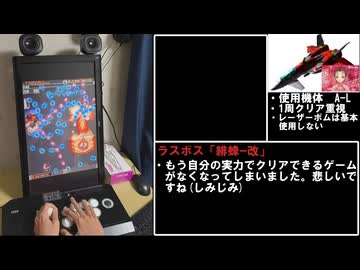 ・使用機体　A-L
・1周クリア重視
・レーザーボムは基本
使用しない
ラスボス「緋蜂-改」
・もう自分の実力でクリアできるゲーム
がなくなってしまいました。悲しいで
すね(しみじみ)